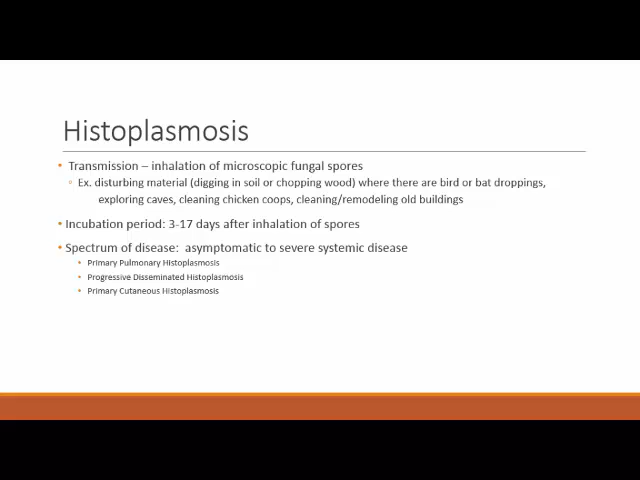 Histoplasmosis
• Transmission – inhalation of microscopic fungal spores
▫ Ex. disturbing material (digging in soil or chopping wood) where there are bird or bat droppings,
exploring caves, cleaning chicken coops, cleaning/remodeling old buildings
• Incubation period: 3-17 days after inhalation of spores
• Spectrum of disease: asymptomatic to severe systemic disease
• Primary Pulmonary Histoplasmosis
• Progressive Disseminated Histoplasmosis
• Primary Cutaneous Histoplasmosis